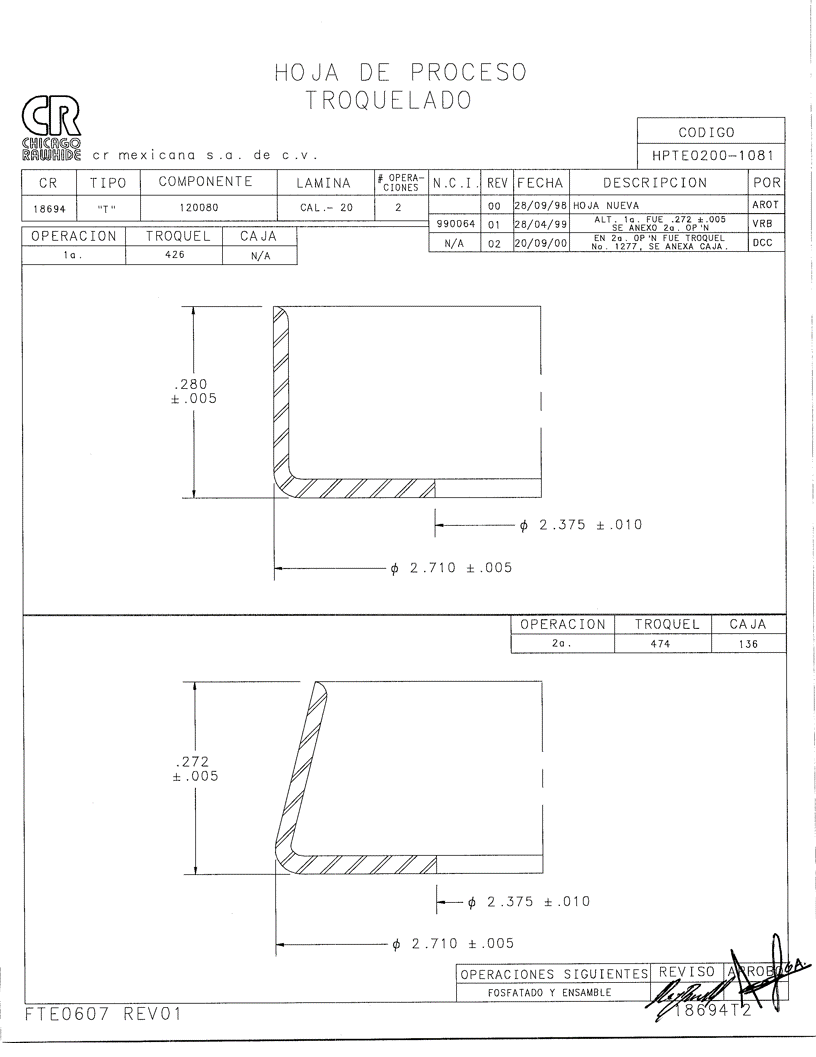 HOJA DE PROCESO
TROQUELADO
CR
CHICAGO
RAWHIDE
cr mexicana s.a. de c.v.
CODIGO
HPTE0200-1081
CR TIPO COMPONENTE LAMINA # OPERA-CIONES N.C.I. REV FECHA DESCRIPCION POR
18694 "T" 120080 CAL.- 20 2 00 28/09/98 HOJA NUEVA AROT
990064 01 28/04/99 ALT. 1a. FUE .272 ±.005 SE ANEXO 2a. OP'N VRB
N/A 02 20/09/00 EN 2a. OP'N FUE TROQUEL No. 1277, SE ANEXA CAJA. DCC
OPERACION TROQUEL CAJA
1a. 426 N/A
.280
±.005
ϕ 2.375 ±.010
ϕ 2.710 ±.005
OPERACION TROQUEL CAJA
2a. 474 136
.272
±.005
ϕ 2.375 ±.010
ϕ 2.710 ±.005
OPERACIONES SIGUIENTES REVISO APROBO
FOSFATADO Y ENSAMBLE
FTE0607 REV01
18694T2